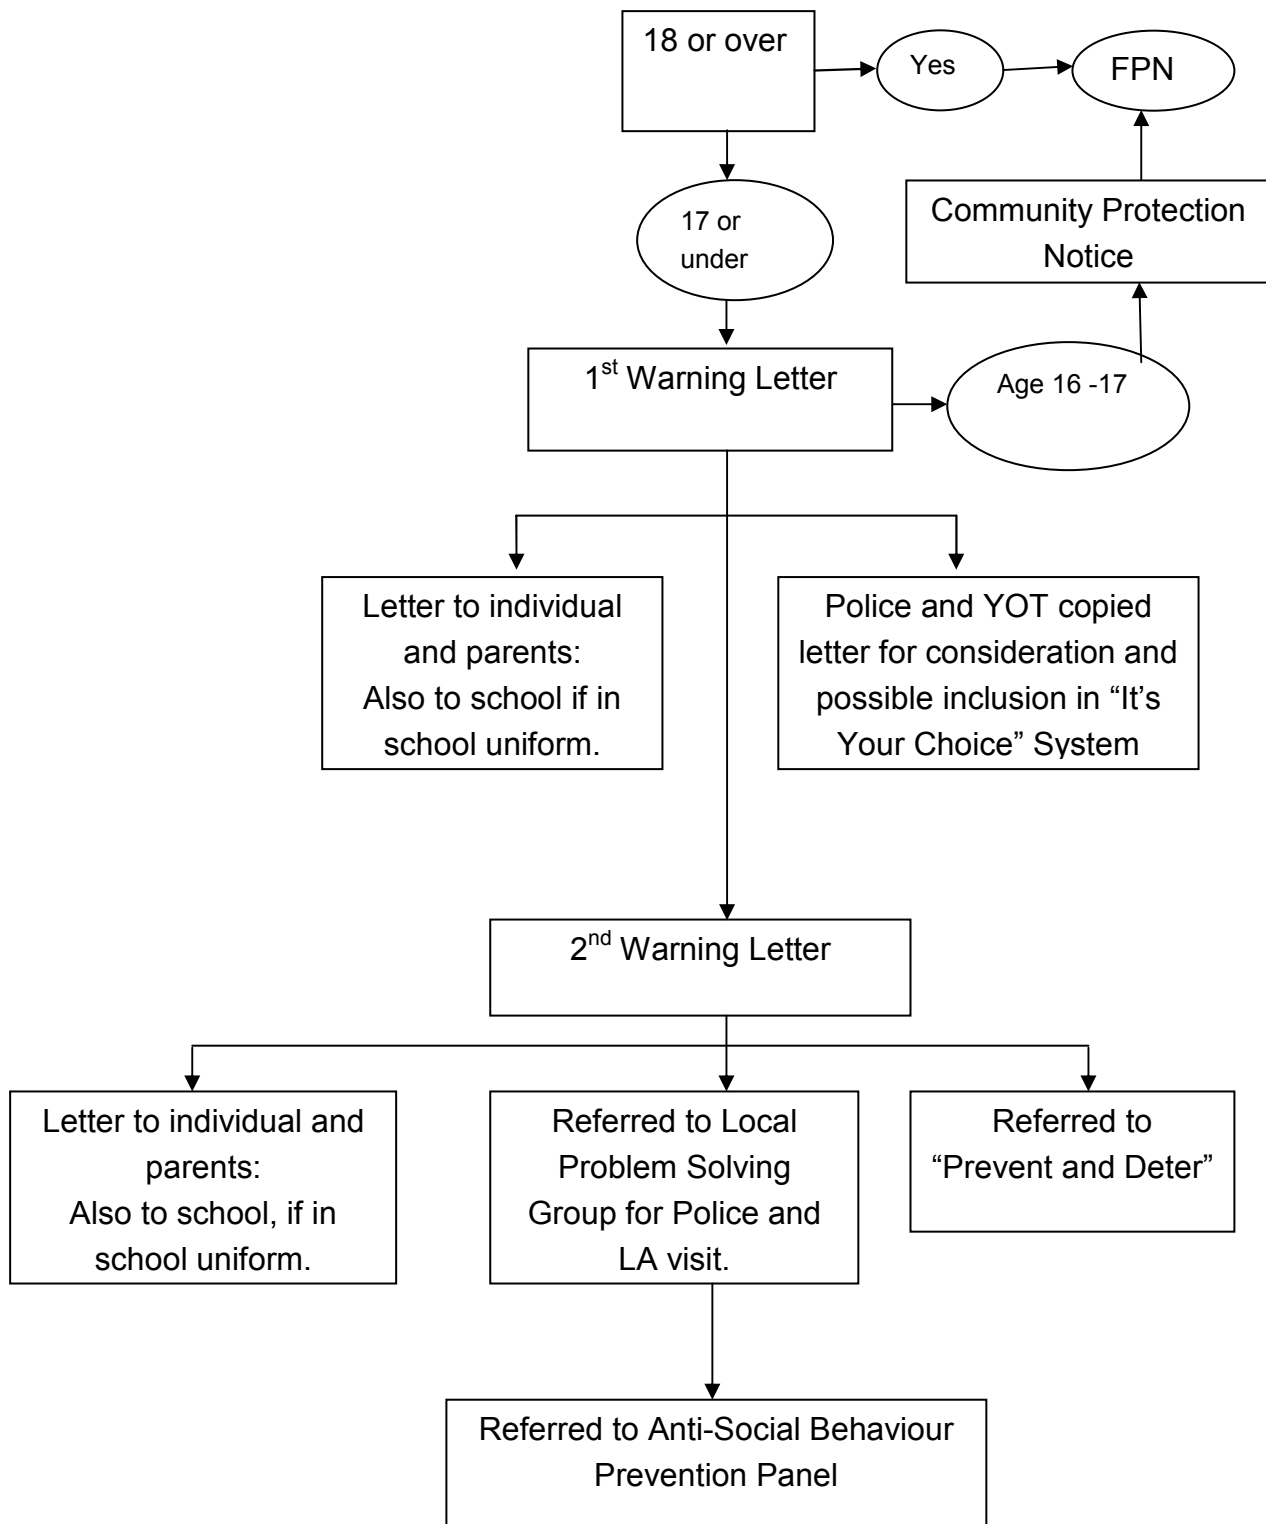 18 or over
Yes
FPN
17 or
under
Community Protection
Notice
1st Warning Letter
Age 16 -17
Letter to individual
and parents:
Also to school if in
school uniform.
Police and YOT copied
letter for consideration and
possible inclusion in “It’s
Your Choice” System
2nd Warning Letter
Letter to individual and
parents:
Also to school, if in
school uniform.
Referred to Local
Problem Solving
Group for Police and
LA visit.
Referred to
“Prevent and Deter”
Referred to Anti-Social Behaviour
Prevention Panel